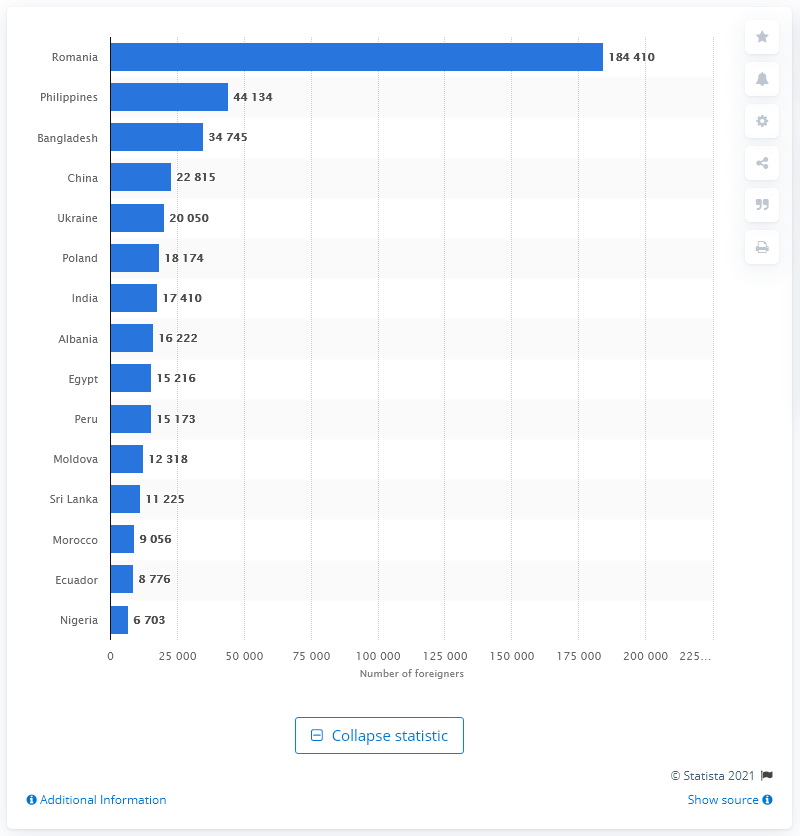 Romania 184 410
Philippines 44 134
Bangladesh 34 745
China 22 815
Ukraine 20 050
Poland 18 174
India 17 410
Albania 16 222
Egypt 15 216
Peru 15 173
Moldova 12 318
Sri Lanka 11 225
Morocco 9 056
Ecuador 8 776
Nigeria 6 703
0 25 000 50 000 75 000 100 000 125 000 150 000 175 000 200 000 225…
Number of foreigners
Collapse statistic
© Statista 2021
Additional Information Show source